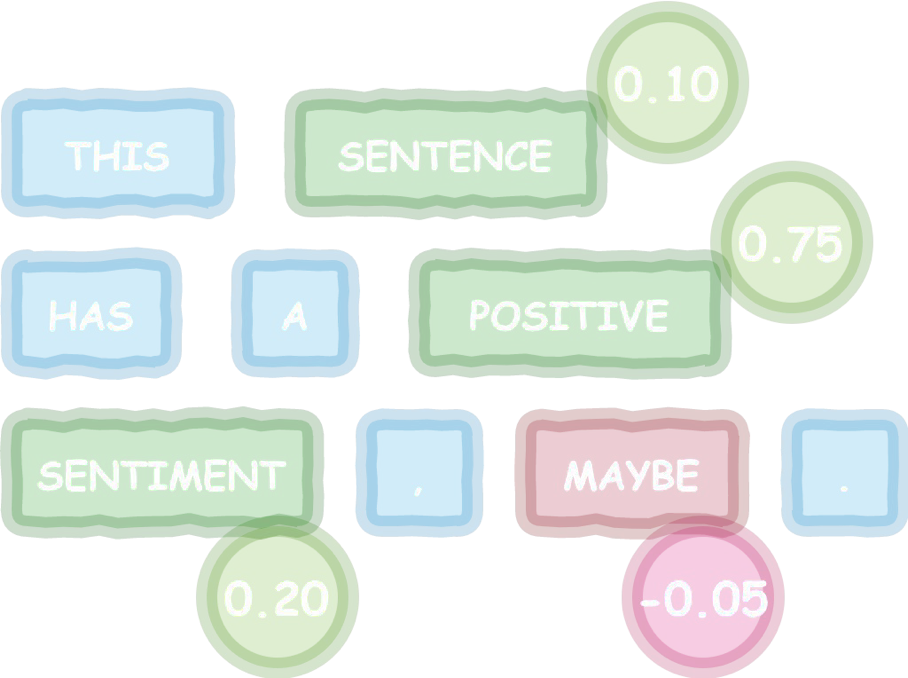 0.10
THIS SENTENCE
0.75
HAS A POSITIVE
SENTIMENT , MAYBE .
0.20 -0.05